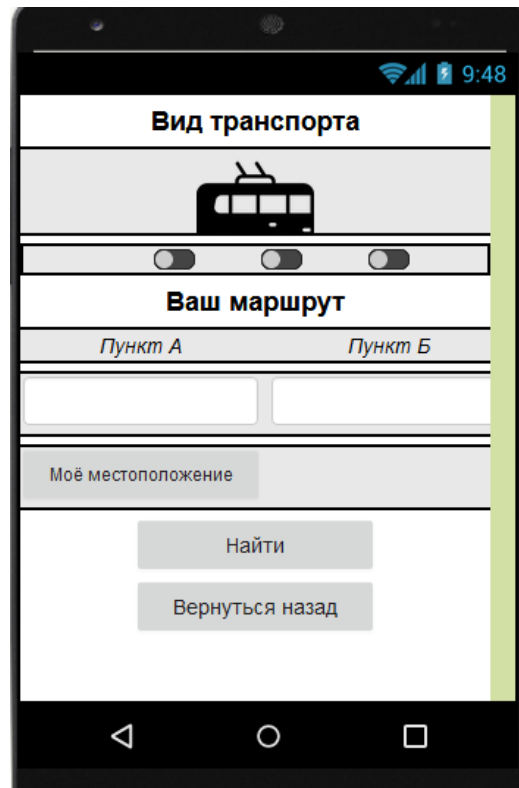 9:48
Вид транспорта
Ваш маршрут
Пункт А Пункт Б
Моё местоположение
Найти
Вернуться назад